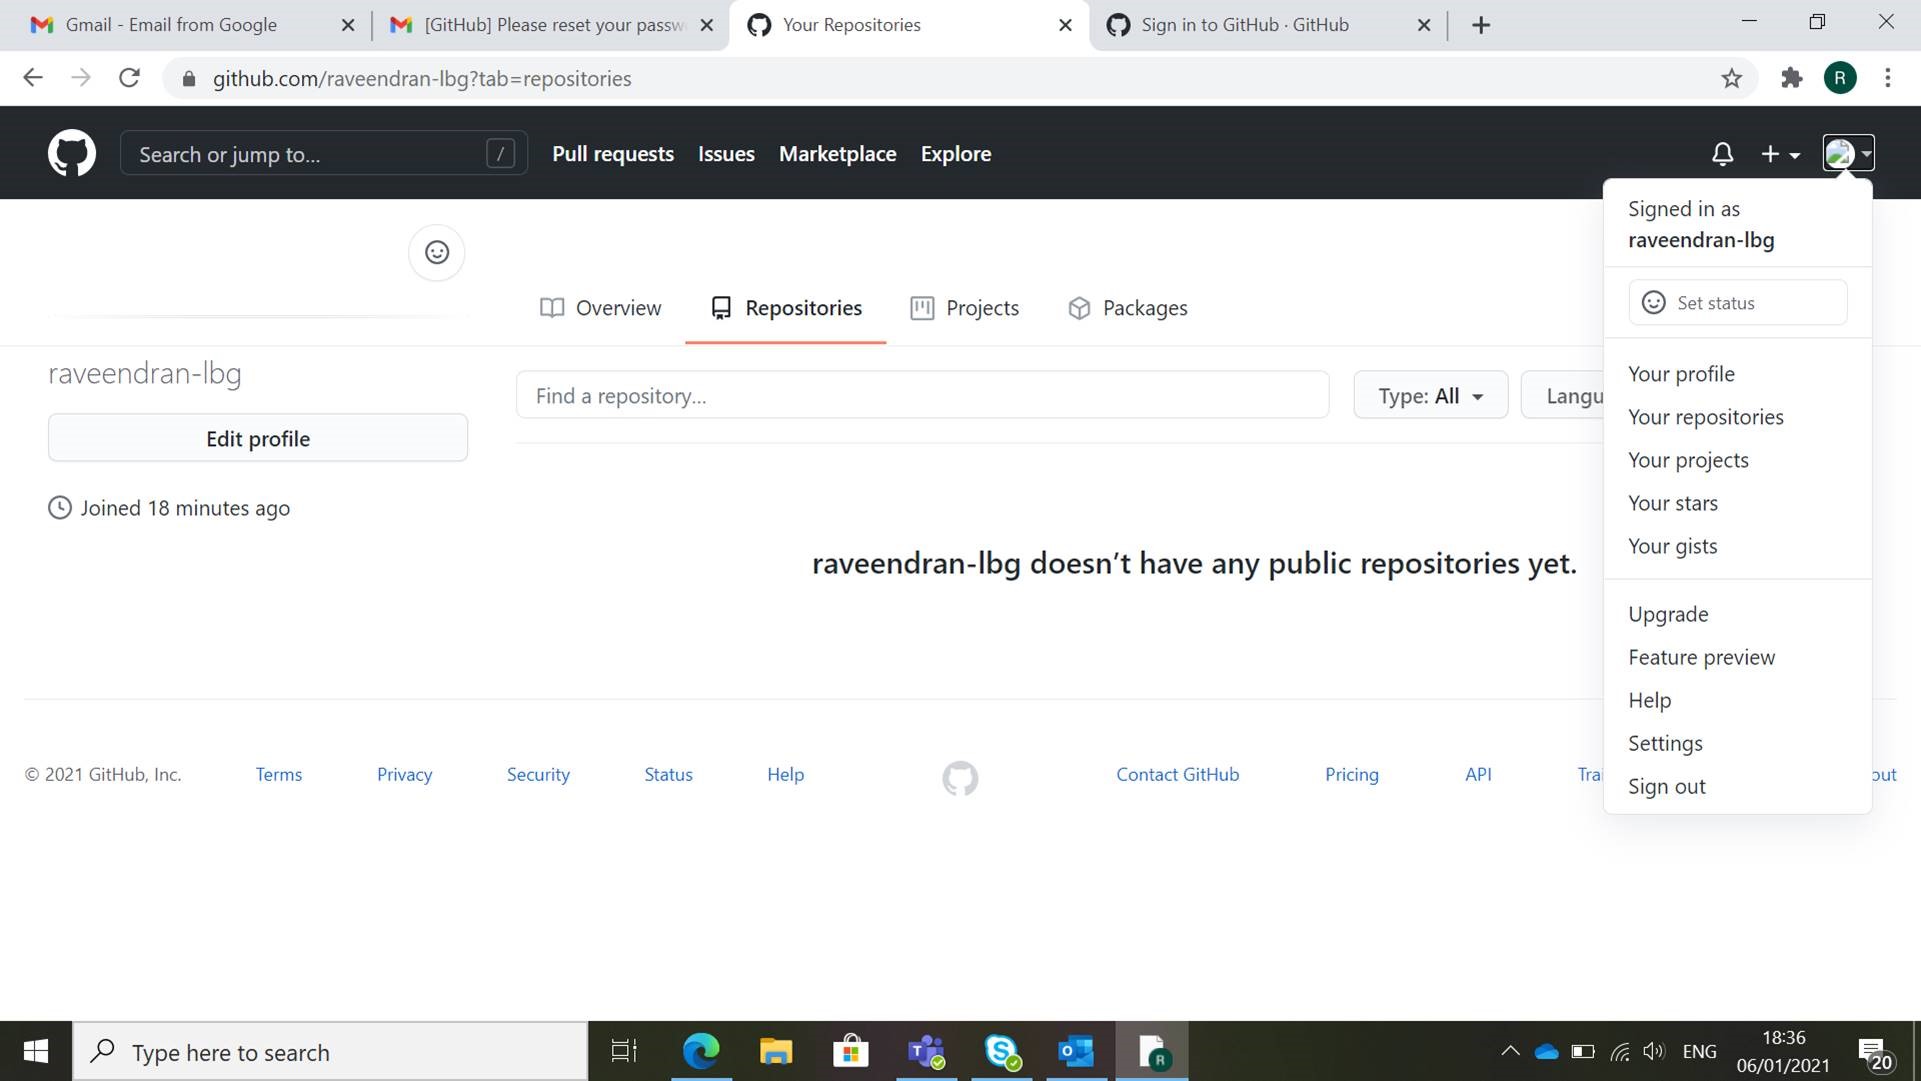 Gmail - Email from Google
[GitHub] Please reset your passw
Your Repositories
Sign in to GitHub · GitHub
github.com/raveendran-lbg?tab=repositories
R
Search or jump to...
/
Pull requests
Issues
Marketplace
Explore
Signed in as
raveendran-lbg
Set status
Your profile
Your repositories
Your projects
Your stars
Your gists
Upgrade
Feature preview
Help
Settings
Sign out
Overview
Repositories
Projects
Packages
raveendran-lbg
Edit profile
Joined 18 minutes ago
Find a repository...
Type: All
Langu
raveendran-lbg doesn’t have any public repositories yet.
© 2021 GitHub, Inc.
Terms
Privacy
Security
Status
Help
Contact GitHub
Pricing
API
Trai
out
Type here to search
R
ENG
18:36
06/01/2021
20